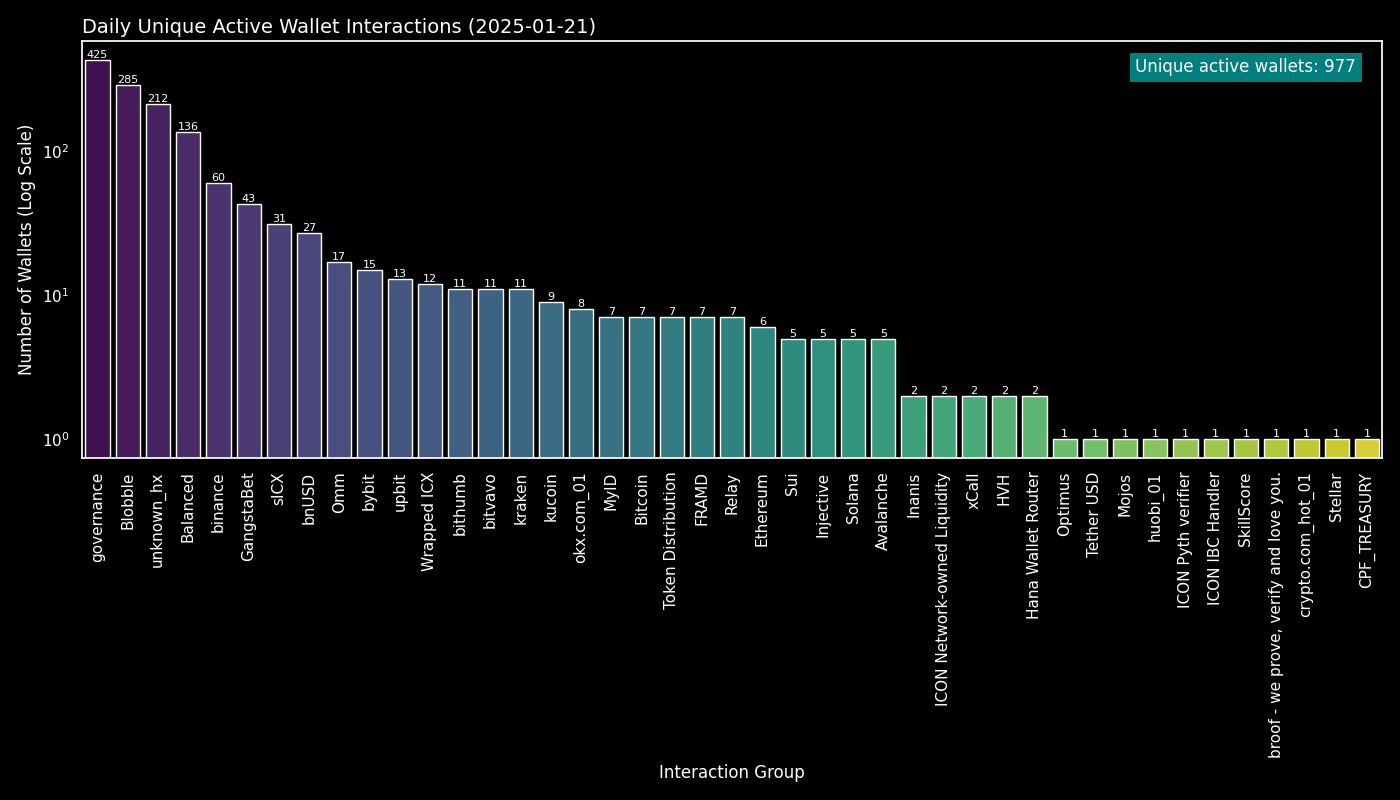 Daily Unique Active Wallet Interactions (2025-01-21)
Unique active wallets: 977
Number of Wallets (Log Scale)
10²
10¹
10⁰
425
285
212
136
60
43
31
27
17
15
13
12
11
11
11
9
8
7
7
7
7
7
6
5
5
5
5
2
2
2
2
2
1
1
1
1
1
1
1
1
1
1
1
governance
Blobble
unknown_hx
Balanced
binance
GangstaBet
sICX
bnUSD
Omm
bybit
upbit
Wrapped ICX
bithumb
bitvavo
kraken
kucoin
okx.com_01
MyID
Bitcoin
Token Distribution
FRAMD
Relay
Ethereum
Sui
Injective
Solana
Avalanche
Inanis
ICON Network-owned Liquidity
xCall
HVH
Hana Wallet Router
Optimus
Tether USD
Mojos
huobi_01
ICON Pyth verifier
ICON IBC Handler
SkillScore
broof - we prove, verify and love you.
crypto.com_hot_01
Stellar
CPF_TREASURY
Interaction Group